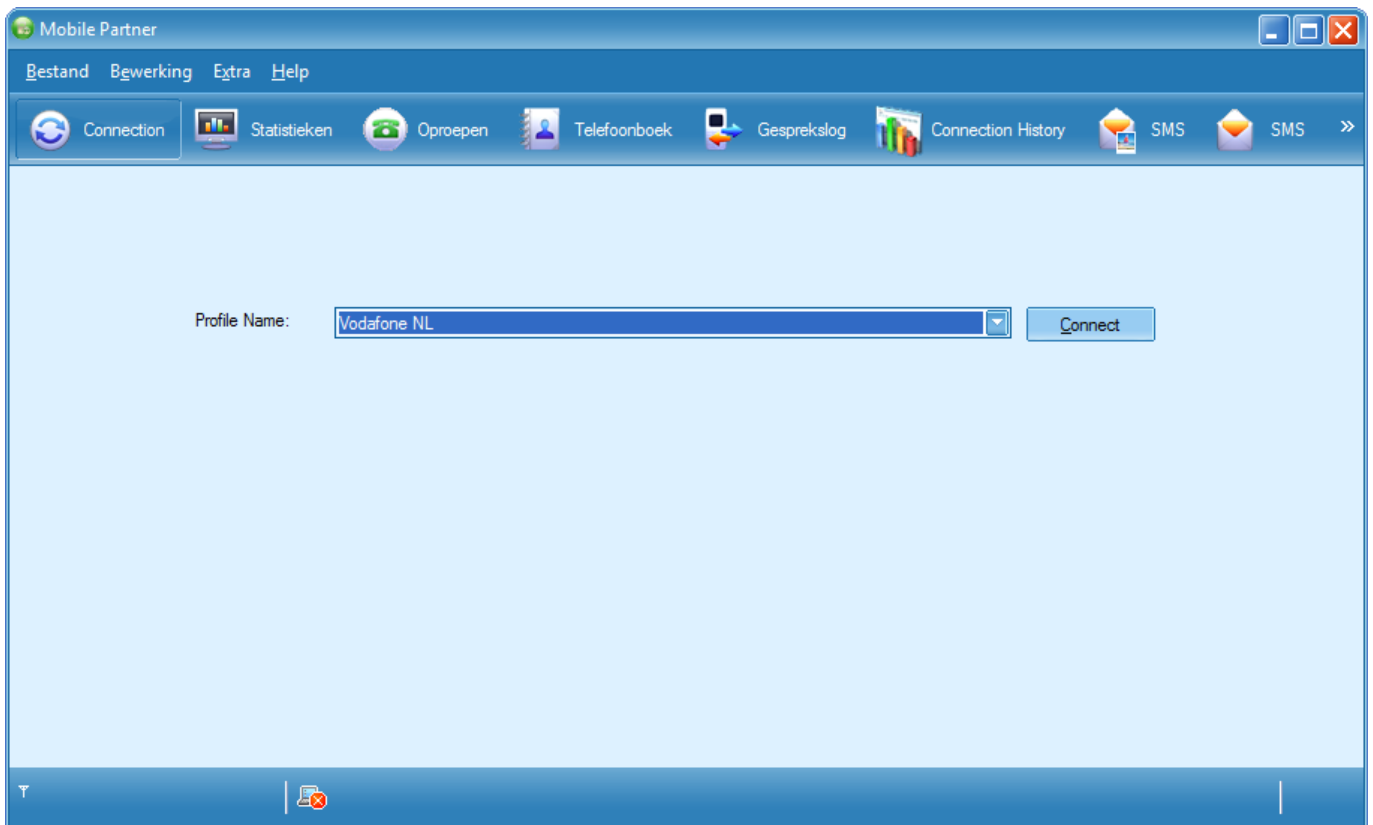 Mobile Partner
Bestand Bewerking Extra Help
Connection Statistieken Oproepen Telefoonboek Gesprekslog Connection History SMS SMS »
Profile Name: Vodafone NL Connect